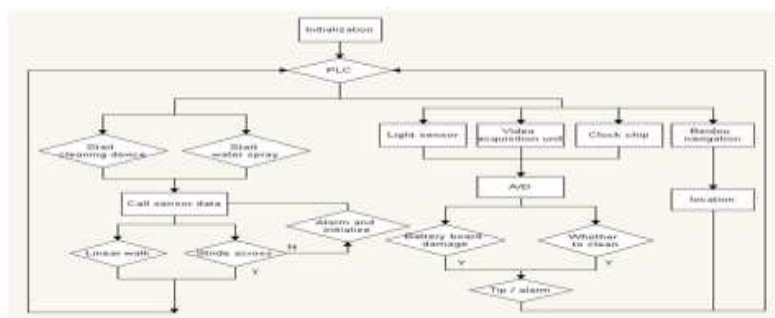 Initialization
PLC
Start
cleaning device
Start
water spray
Light sensor
Video
acquisition unit
Clock chip
Beidou
navigation
A/D
Call sensor data
location
Alarm and
initialize
Battery board
damage
Whether
to clean
Linear walk
across
N
Y
Y
Y
Tip / alarm